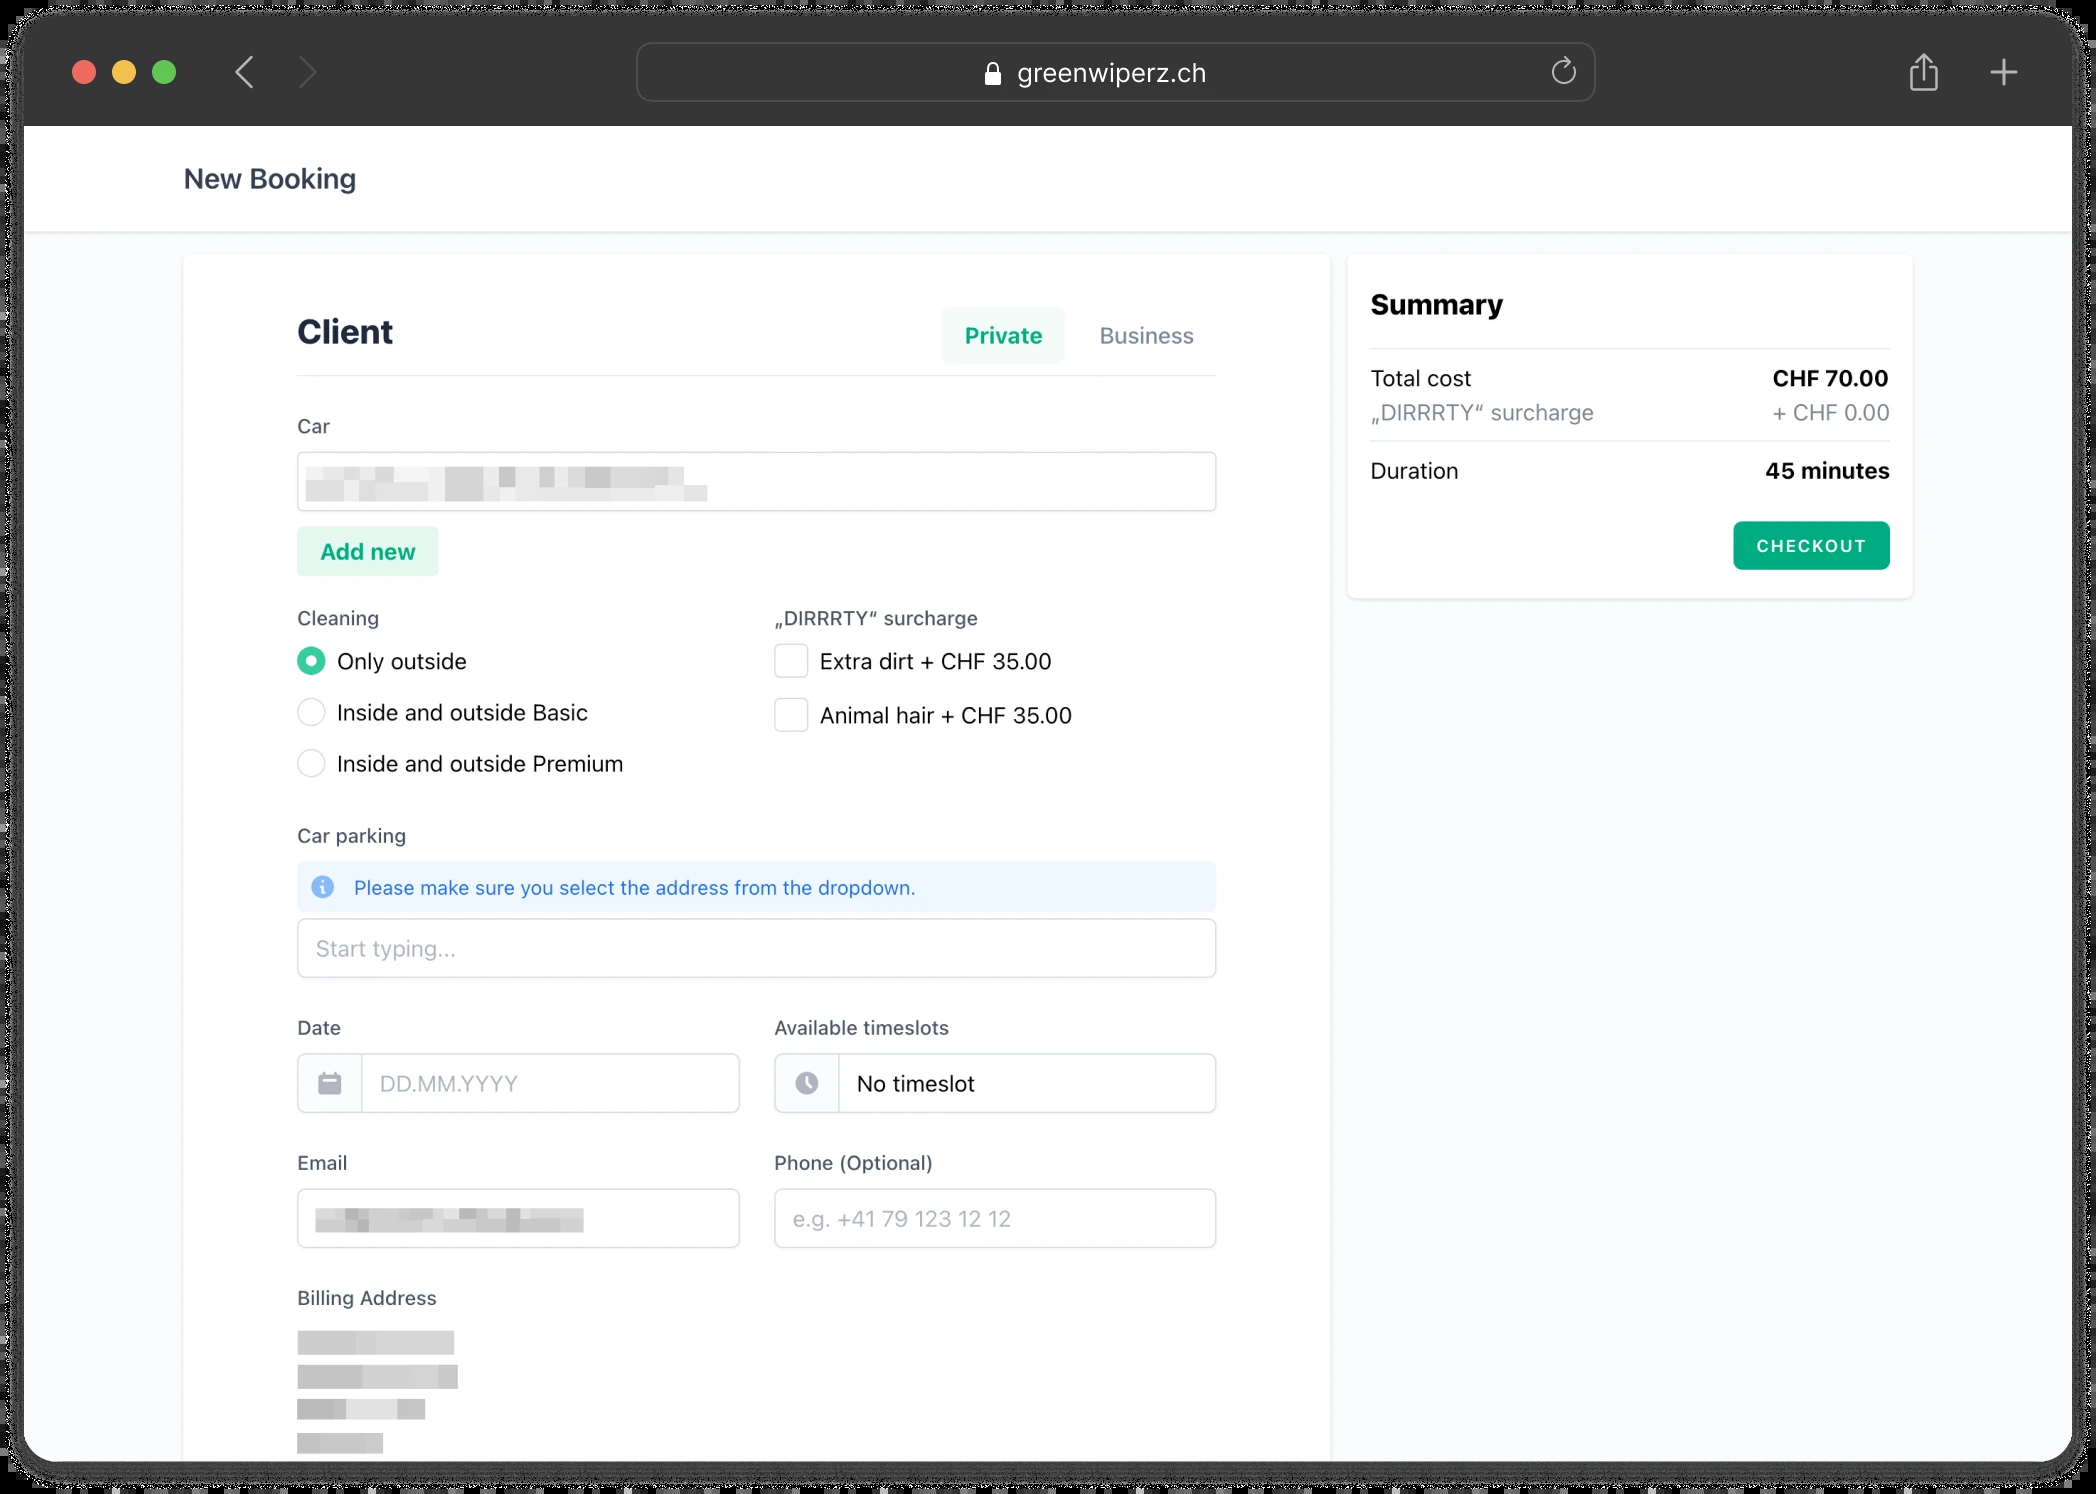 greenwiperz.ch
New Booking
Client
Private
Business
Car
Add new
Cleaning
Only outside
Inside and outside Basic
Inside and outside Premium
„DIRRRTY“ surcharge
Extra dirt + CHF 35.00
Animal hair + CHF 35.00
Car parking
Please make sure you select the address from the dropdown.
Start typing...
Date
DD.MM.YYYY
Available timeslots
No timeslot
Email
Phone (Optional)
e.g. +41 79 123 12 12
Billing Address
Summary
Total cost CHF 70.00
„DIRRRTY“ surcharge + CHF 0.00
Duration 45 minutes
CHECKOUT